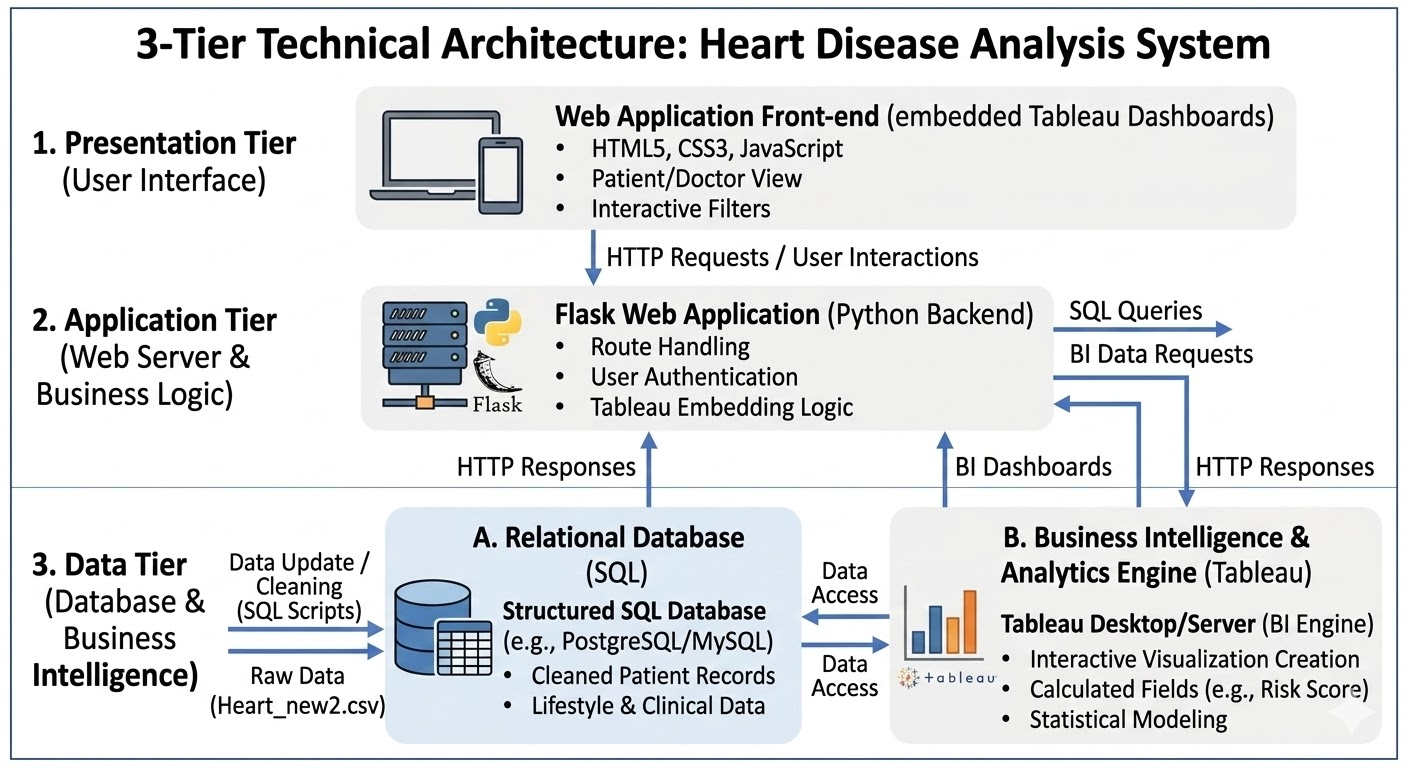 3-Tier Technical Architecture: Heart Disease Analysis System
1. Presentation Tier
(User Interface)
Web Application Front-end (embedded Tableau Dashboards)
• HTML5, CSS3, JavaScript
• Patient/Doctor View
• Interactive Filters
HTTP Requests / User Interactions
2. Application Tier
(Web Server &
Business Logic)
Flask
Flask Web Application (Python Backend)
• Route Handling
• User Authentication
• Tableau Embedding Logic
SQL Queries
BI Data Requests
HTTP Responses
BI Dashboards
HTTP Responses
3. Data Tier
(Database &
Business
Intelligence)
Data Update /
Cleaning
(SQL Scripts)
Raw Data
(Heart_new2.csv)
A. Relational Database
(SQL)
Structured SQL Database
(e.g., PostgreSQL/MySQL)
• Cleaned Patient Records
• Lifestyle & Clinical Data
Data
Access
Data
Access
B. Business Intelligence &
Analytics Engine (Tableau)
+ableau
Tableau Desktop/Server (BI Engine)
• Interactive Visualization Creation
• Calculated Fields (e.g., Risk Score)
• Statistical Modeling